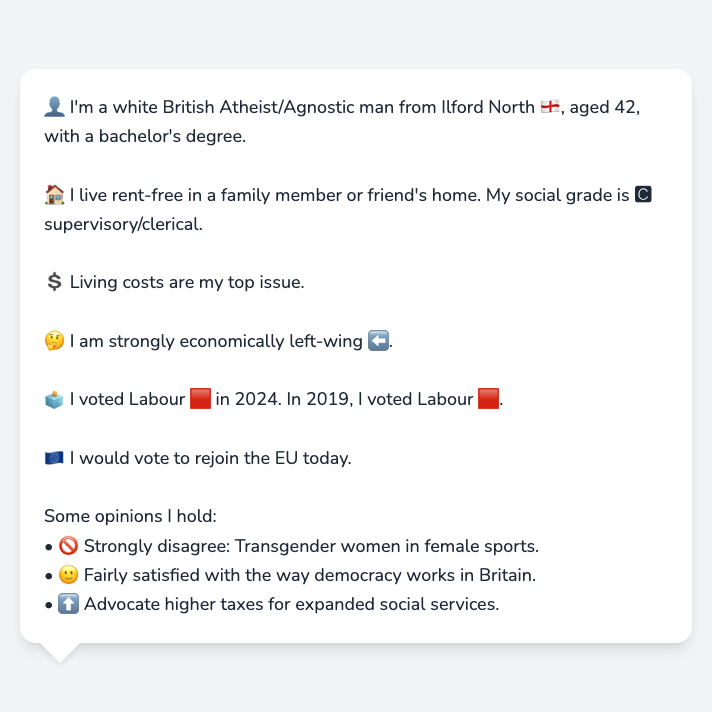 👤 I'm a white British Atheist/Agnostic man from Ilford North 🏴󠁧󠁢󠁥󠁮󠁧󠁿, aged 42,
with a bachelor's degree.
🏠 I live rent-free in a family member or friend's home. My social grade is C
supervisory/clerical.
💲 Living costs are my top issue.
🤔 I am strongly economically left-wing ⬅️.
🗳️ I voted Labour 🟥 in 2024. In 2019, I voted Labour 🟥.
🇪🇺 I would vote to rejoin the EU today.
Some opinions I hold:
• 🚫 Strongly disagree: Transgender women in female sports.
• 🙂 Fairly satisfied with the way democracy works in Britain.
• ⬆️ Advocate higher taxes for expanded social services.